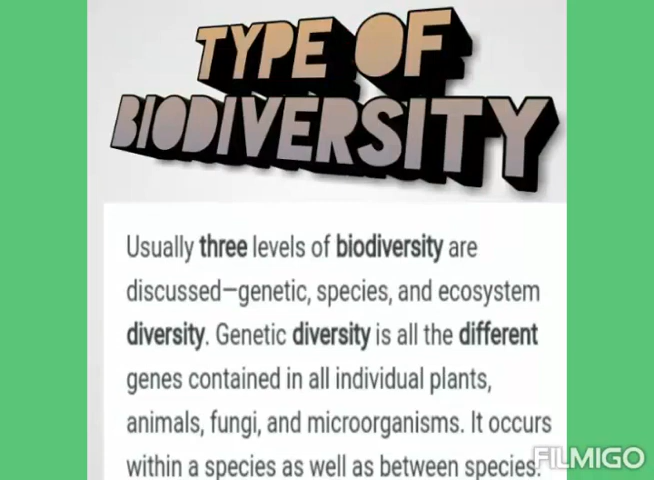 TYPE OF
BIODIVERSITY
Usually three levels of biodiversity are
discussed—genetic, species, and ecosystem
diversity. Genetic diversity is all the different
genes contained in all individual plants,
animals, fungi, and microorganisms. It occurs
within a species as well as between species.
FILMIGO